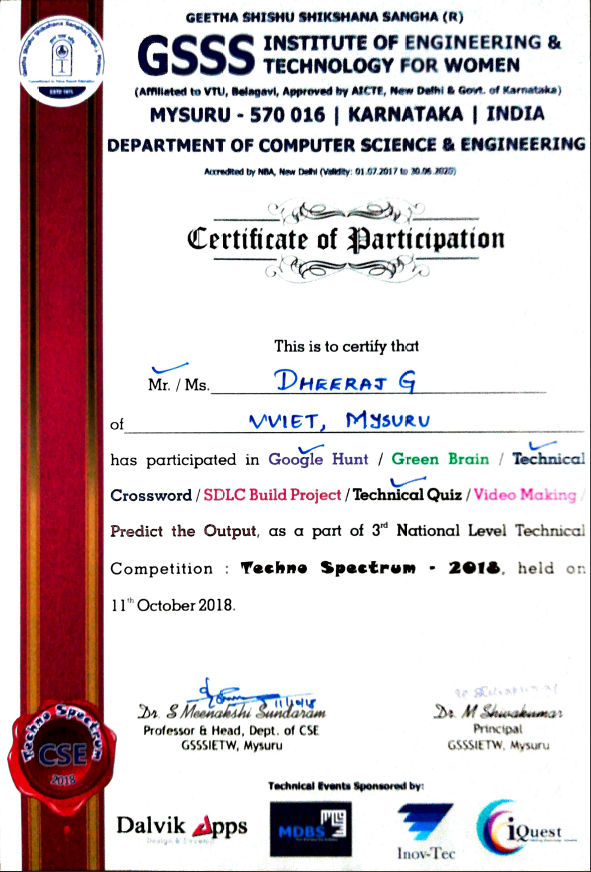 GEETHA SHISHU SHIKSHANA SANGHA (R)
GSSS INSTITUTE OF ENGINEERING &
TECHNOLOGY FOR WOMEN
(Affiliated to VTU, Belagavi, Approved by AICTE, New Delhi & Govt. of Karnataka)
MYSURU - 570 016 | KARNATAKA | INDIA
DEPARTMENT OF COMPUTER SCIENCE & ENGINEERING
Accredited by NBA, New Delhi (Validity: 01.07.2017 to 30.06.2020)
Certificate of Participation
This is to certify that
Mr. / Ms. DHEERAJ G
of VVIET, MYSURU
has participated in Google Hunt / Green Brain / Technical
Crossword / SDLC Build Project / Technical Quiz / Video Making /
Predict the Output, as a part of 3rd National Level Technical
Competition : Techno Spectrum - 2018, held on
11th October 2018.
Dr. S Meenakshi Sundaram
Professor & Head, Dept. of CSE
GSSSIETW, Mysuru
Dr. M Shivakumar
Principal
GSSSIETW, Mysuru
Techno Spectrum
CSE
2018
Technical Events Sponsored by:
Dalvik Apps
Design & Develop
MDBS
Inov-Tec
iQuest